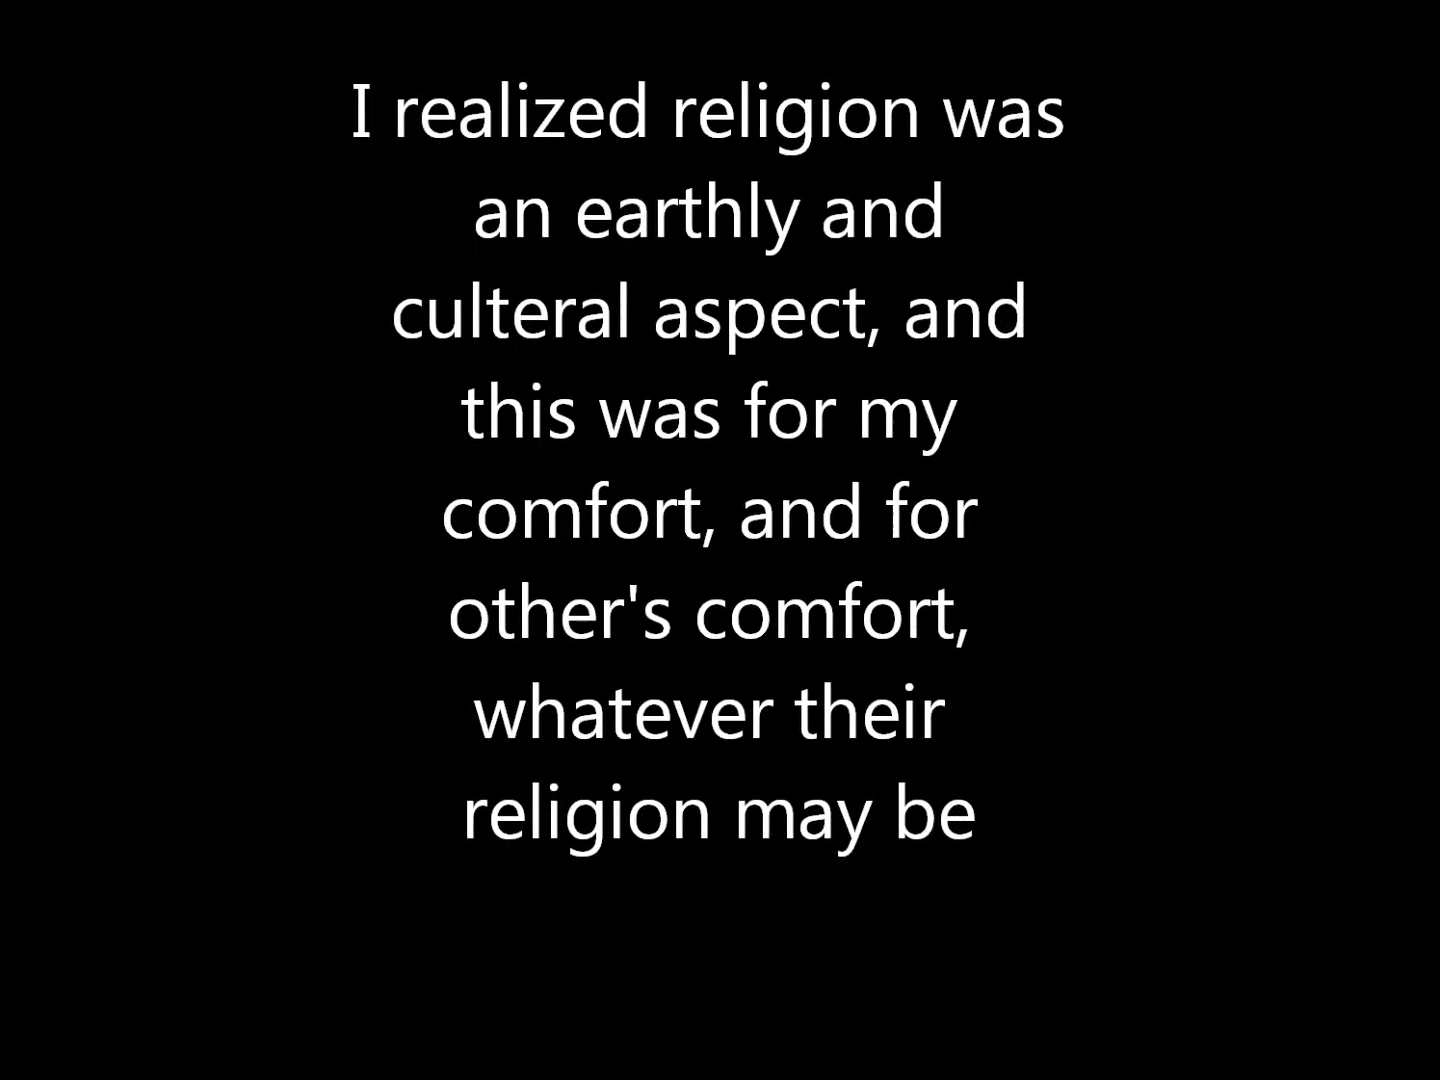 I realized religion was
an earthly and
culteral aspect, and
this was for my
comfort, and for
other's comfort,
whatever their
religion may be